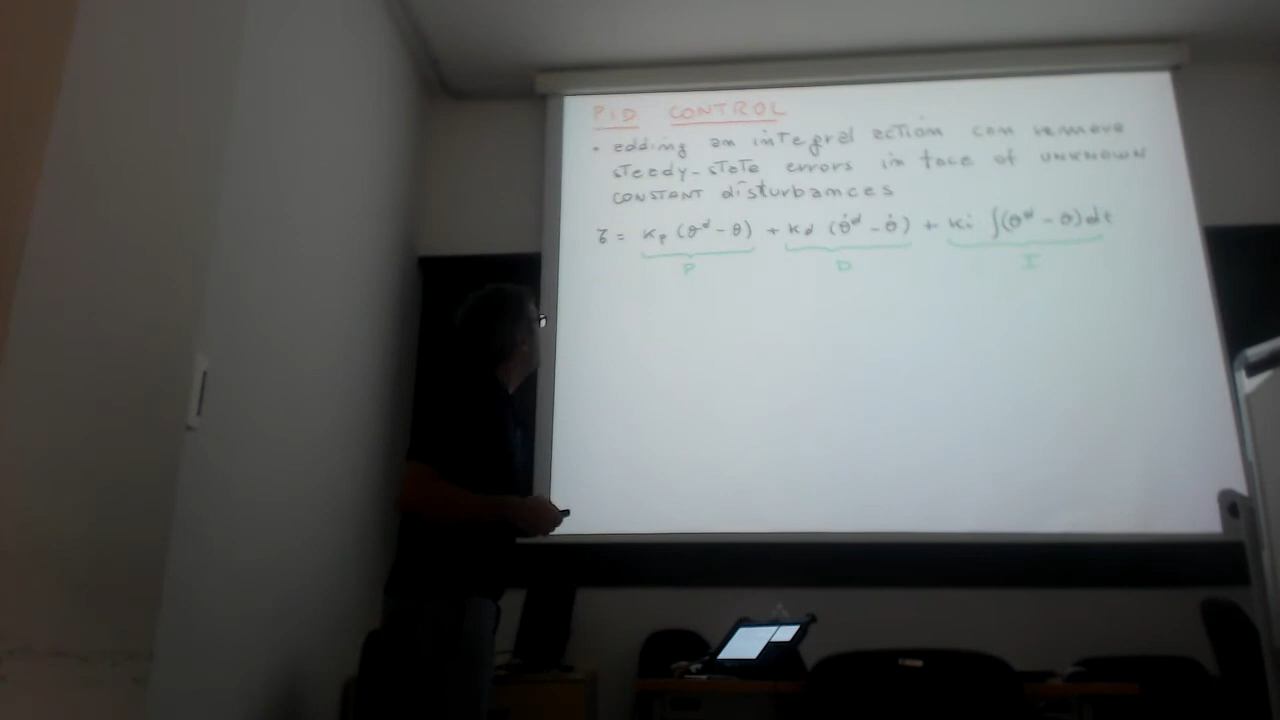 PID CONTROL
• adding an integral action can remove
steady-state errors in face of UNKNOWN
CONSTANT disturbances
τ = Kp (θᵈ - θ) + Kd (θ̇ᵈ - θ̇) + Ki ∫(θᵈ - θ)dt
P D I